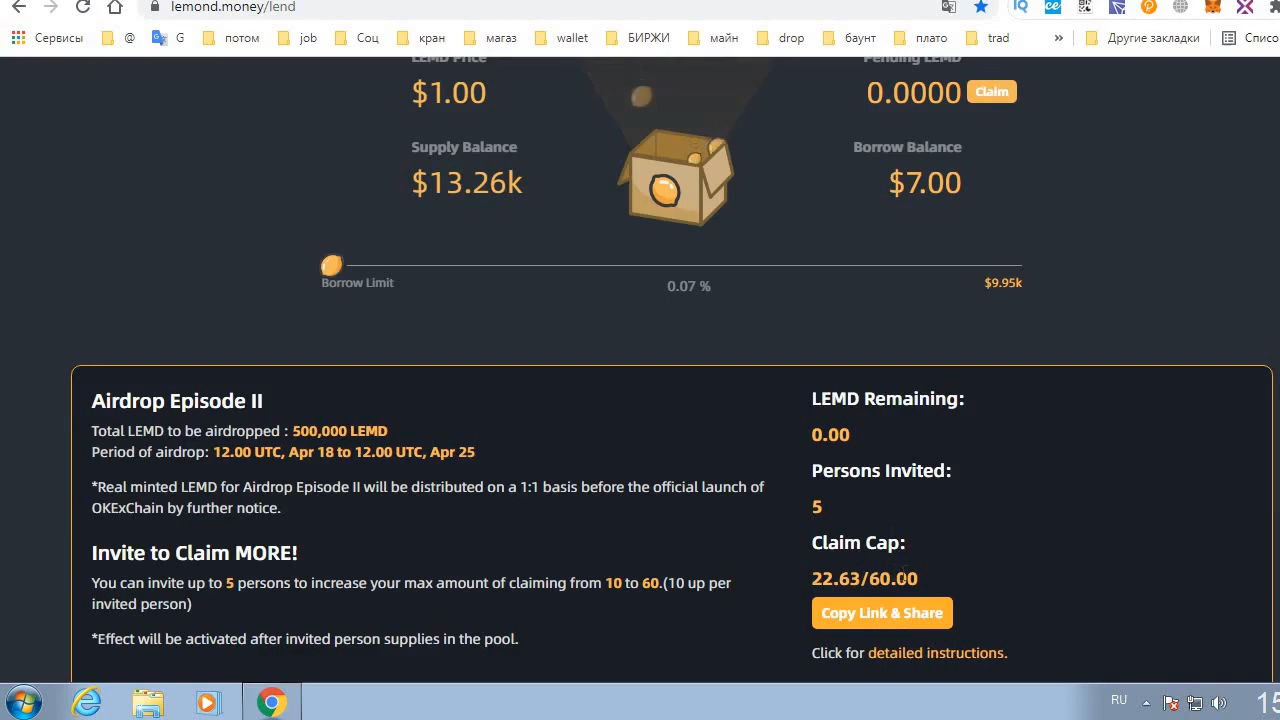 lemond.money/lend
Сервисы @ G потом job Соц кран магаз wallet БИРЖИ майн drop баунт плато trad » Другие закладки Списо
LEMD Price Pending LEMD
$1.00 0.0000 Claim
Supply Balance Borrow Balance
$13.26k $7.00
Borrow Limit 0.07 % $9.95k
Airdrop Episode II
Total LEMD to be airdropped : 500,000 LEMD
Period of airdrop: 12.00 UTC, Apr 18 to 12.00 UTC, Apr 25
*Real minted LEMD for Airdrop Episode II will be distributed on a 1:1 basis before the official launch of
OKExChain by further notice.
Invite to Claim MORE!
You can invite up to 5 persons to increase your max amount of claiming from 10 to 60.(10 up per
invited person)
*Effect will be activated after invited person supplies in the pool.
LEMD Remaining:
0.00
Persons Invited:
5
Claim Cap:
22.63/60.00
Copy Link & Share
Click for detailed instructions.
RU 15